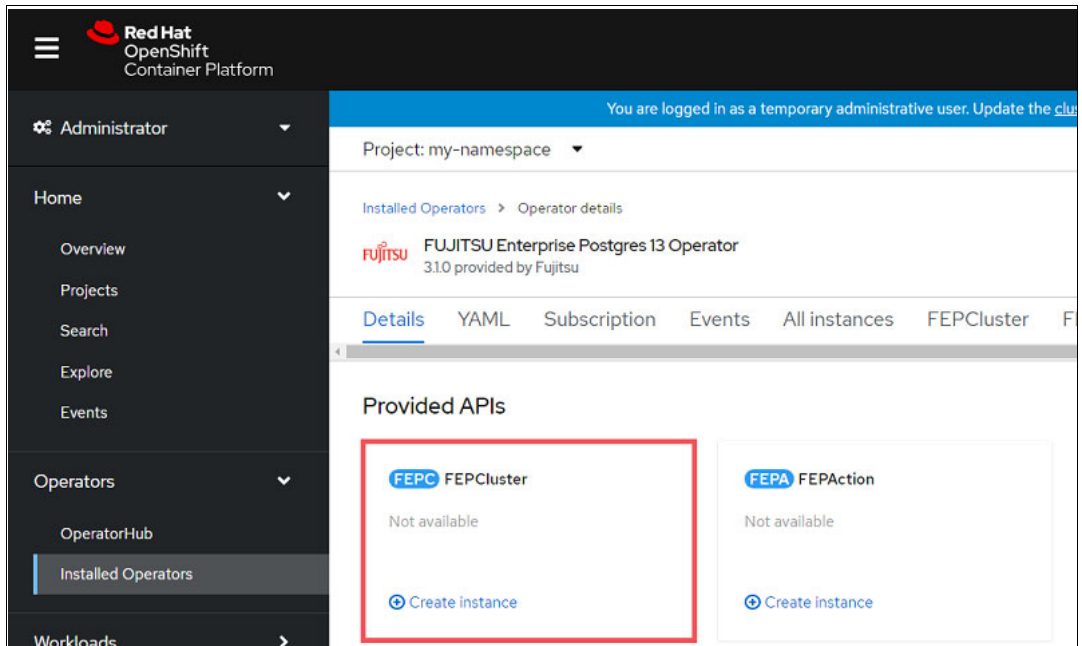 Red Hat
OpenShift
Container Platform
You are logged in as a temporary administrative user. Update the
Administrator
Project: my-namespace
Home
Overview
Projects
Search
Explore
Events
Operators
OperatorHub
Installed Operators
Workloads
Installed Operators > Operator details
FUJITSU
FUJITSU Enterprise Postgres 13 Operator
3.1.0 provided by Fujitsu
Details YAML Subscription Events All instances FEPCluster
Provided APIs
FEPC FEPCluster
Not available
Create instance
FEPA FEPAction
Not available
Create instance